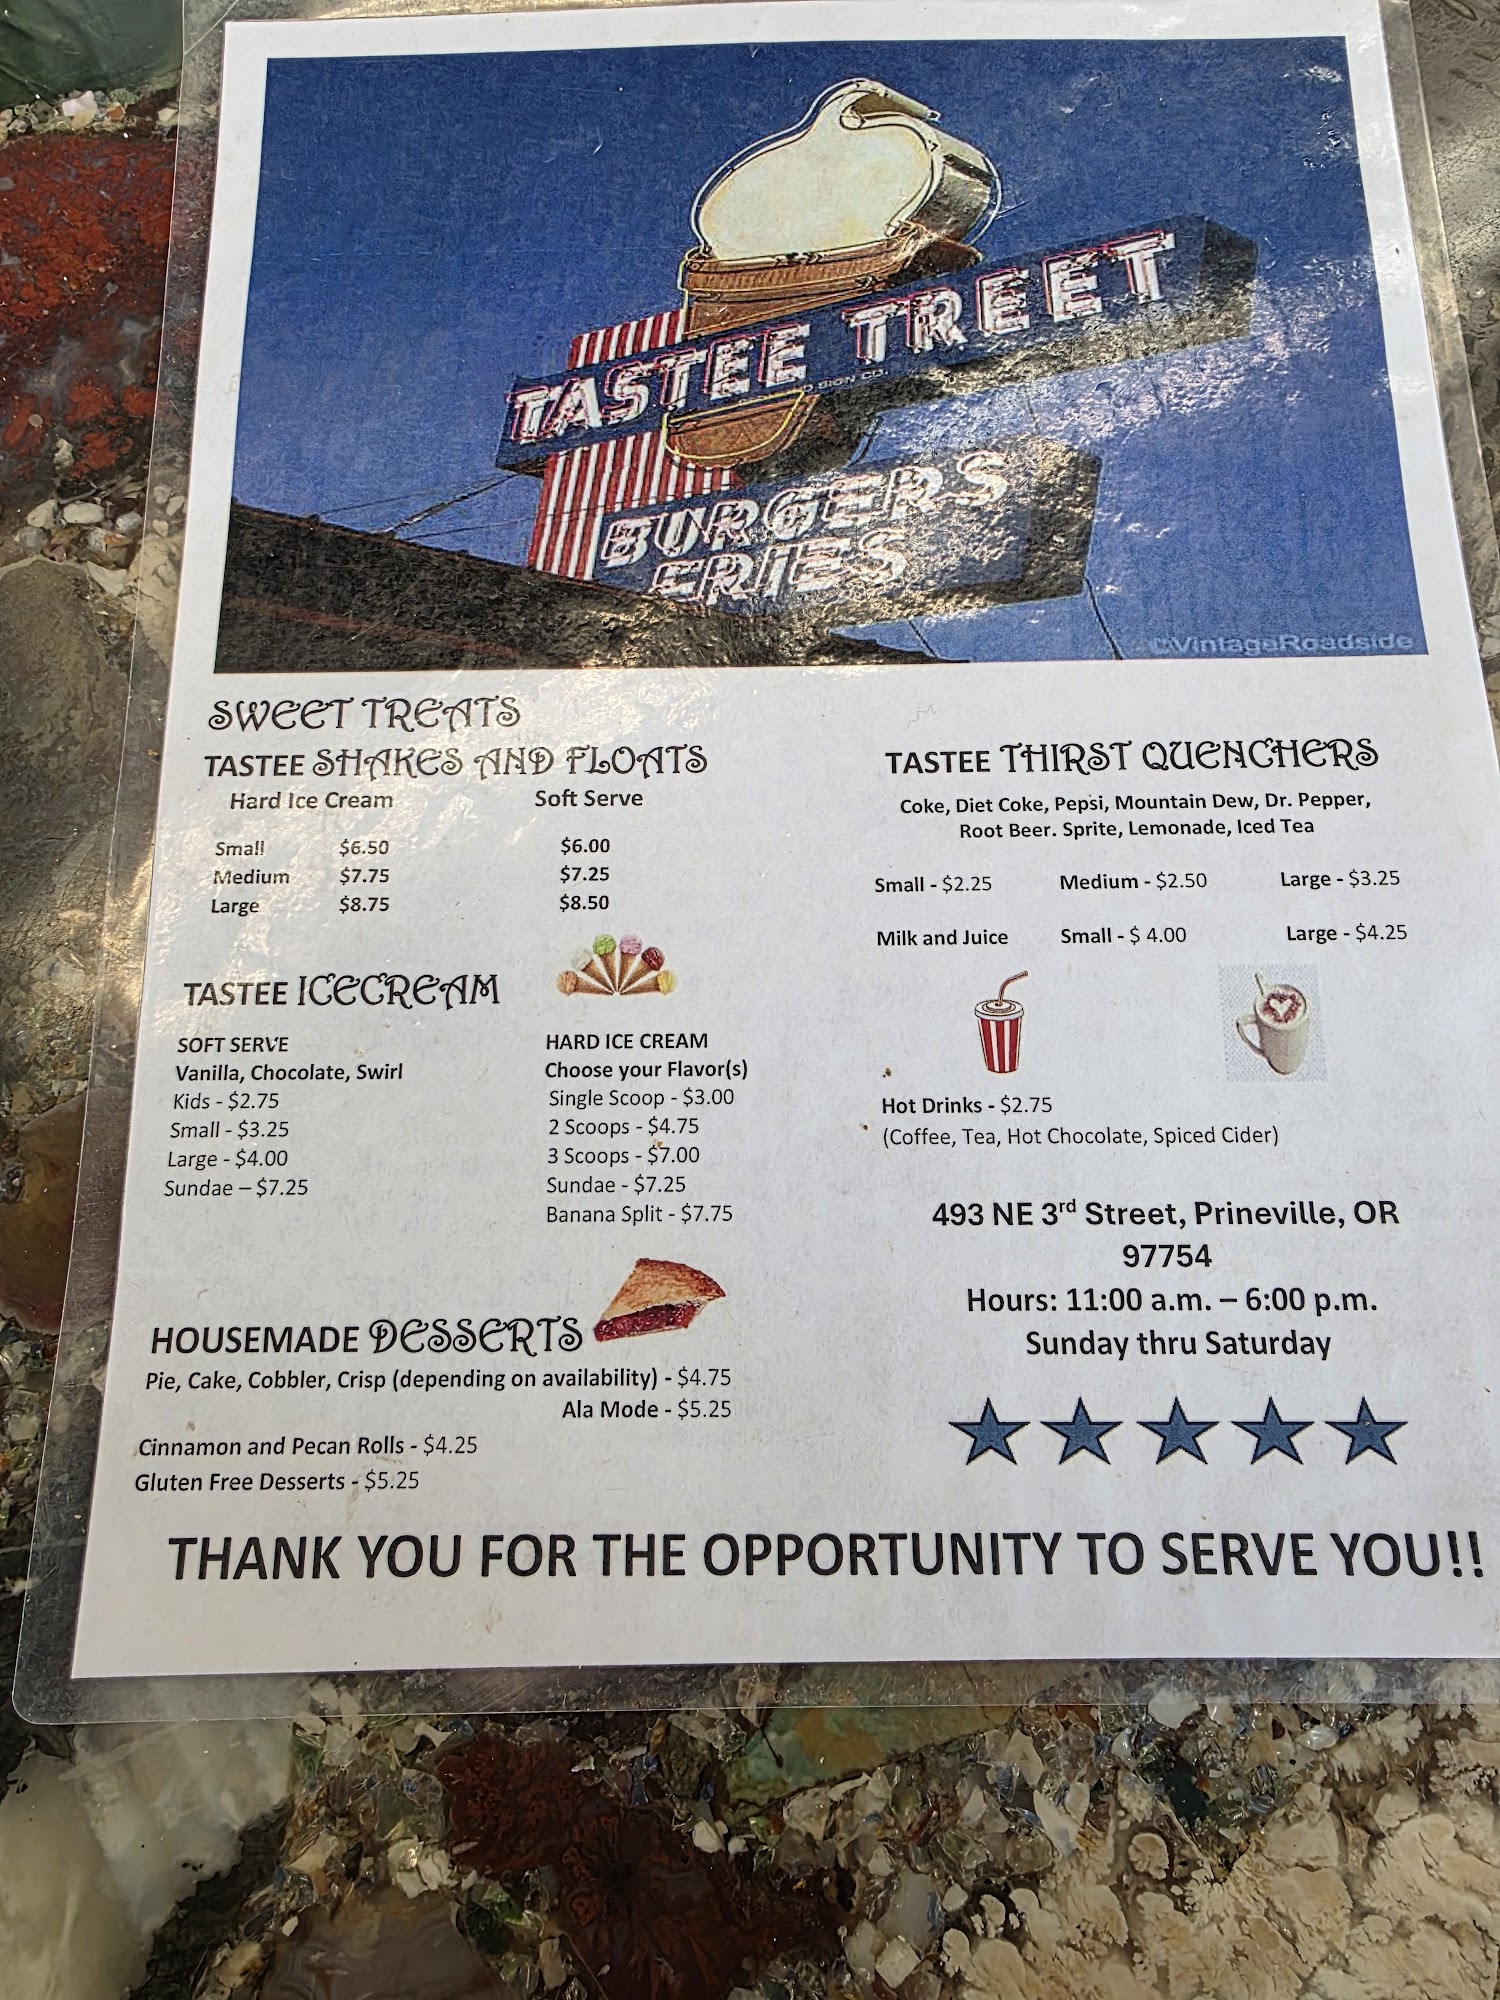 TASTEE TREET
BURGERS
FRIES
©VintageRoadside
SWEET TREATS
TASTEE SHAKES AND FLOATS
Hard Ice Cream Soft Serve
Small $6.50 $6.00
Medium $7.75 $7.25
Large $8.75 $8.50
TASTEE ICECREAM
SOFT SERVE
Vanilla, Chocolate, Swirl
Kids - $2.75
Small - $3.25
Large - $4.00
Sundae – $7.25
HARD ICE CREAM
Choose your Flavor(s)
Single Scoop - $3.00
2 Scoops - $4.75
3 Scoops - $7.00
Sundae - $7.25
Banana Split - $7.75
HOUSEMADE DESSERTS
Pie, Cake, Cobbler, Crisp (depending on availability) - $4.75
Ala Mode - $5.25
Cinnamon and Pecan Rolls - $4.25
Gluten Free Desserts - $5.25
TASTEE THIRST QUENCHERS
Coke, Diet Coke, Pepsi, Mountain Dew, Dr. Pepper,
Root Beer. Sprite, Lemonade, Iced Tea
Small - $2.25 Medium - $2.50 Large - $3.25
Milk and Juice Small - $ 4.00 Large - $4.25
Hot Drinks - $2.75
(Coffee, Tea, Hot Chocolate, Spiced Cider)
493 NE 3rd Street, Prineville, OR
97754
Hours: 11:00 a.m. – 6:00 p.m.
Sunday thru Saturday
THANK YOU FOR THE OPPORTUNITY TO SERVE YOU!!